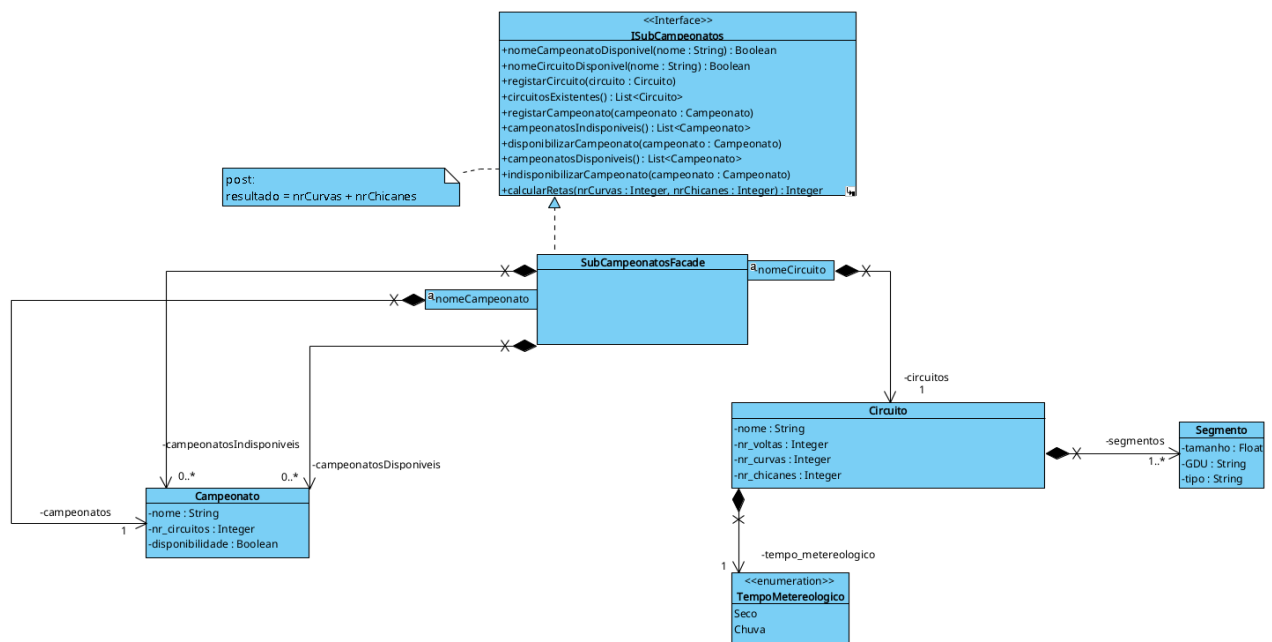 <<Interface>>
ISubCampeonatos
+nomeCampeonatoDisponivel(nome : String) : Boolean
+nomeCircuitoDisponivel(nome : String) : Boolean
+registarCircuito(circuito : Circuito)
+circuitosExistentes() : List<Circuito>
+registarCampeonato(campeonato : Campeonato)
+campeonatosIndisponiveis() : List<Campeonato>
+disponibilizarCampeonato(campeonato : Campeonato)
+campeonatosDisponiveis() : List<Campeonato>
+indisponibilizarCampeonato(campeonato : Campeonato)
+calcularRetas(nrCurvas : Integer, nrChicanes : Integer) : Integer
post:
resultado = nrCurvas + nrChicanes
SubCampeonatosFacade
a nomeCircuito
a nomeCampeonato
-circuitos
1
Circuito
-nome : String
-nr_voltas : Integer
-nr_curvas : Integer
-nr_chicanes : Integer
-segmentos
1..*
Segmento
-tamanho : Float
-GDU : String
-tipo : String
-campeonatosIndisponiveis
0..*
-campeonatosDisponiveis
0..*
Campeonato
-nome : String
-nr_circuitos : Integer
-disponibilidade : Boolean
-campeonatos
1
-tempo_metereologico
1
<<enumeration>>
TempoMetereologico
Seco
Chuva